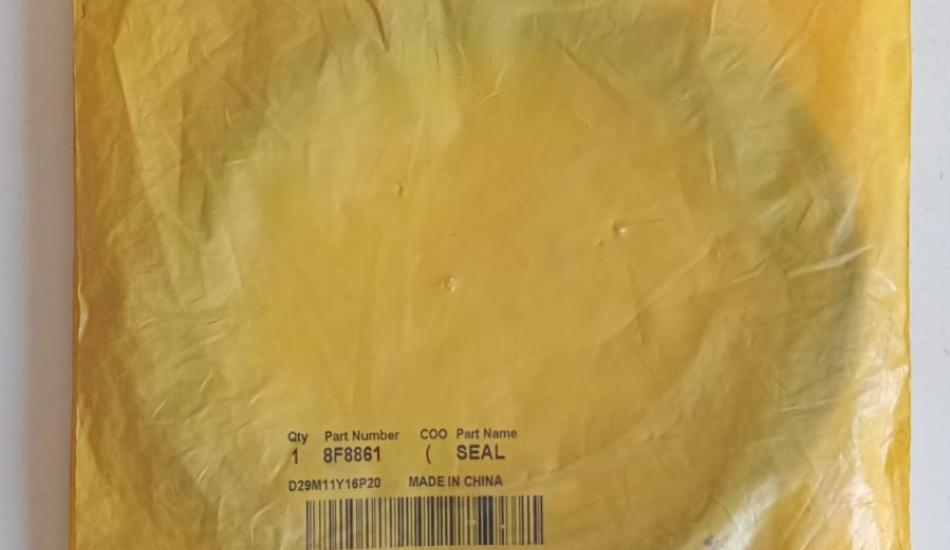 Qty Part Number COO Part Name
1 8F8861 ( SEAL
D29M11Y16P20 MADE IN CHINA